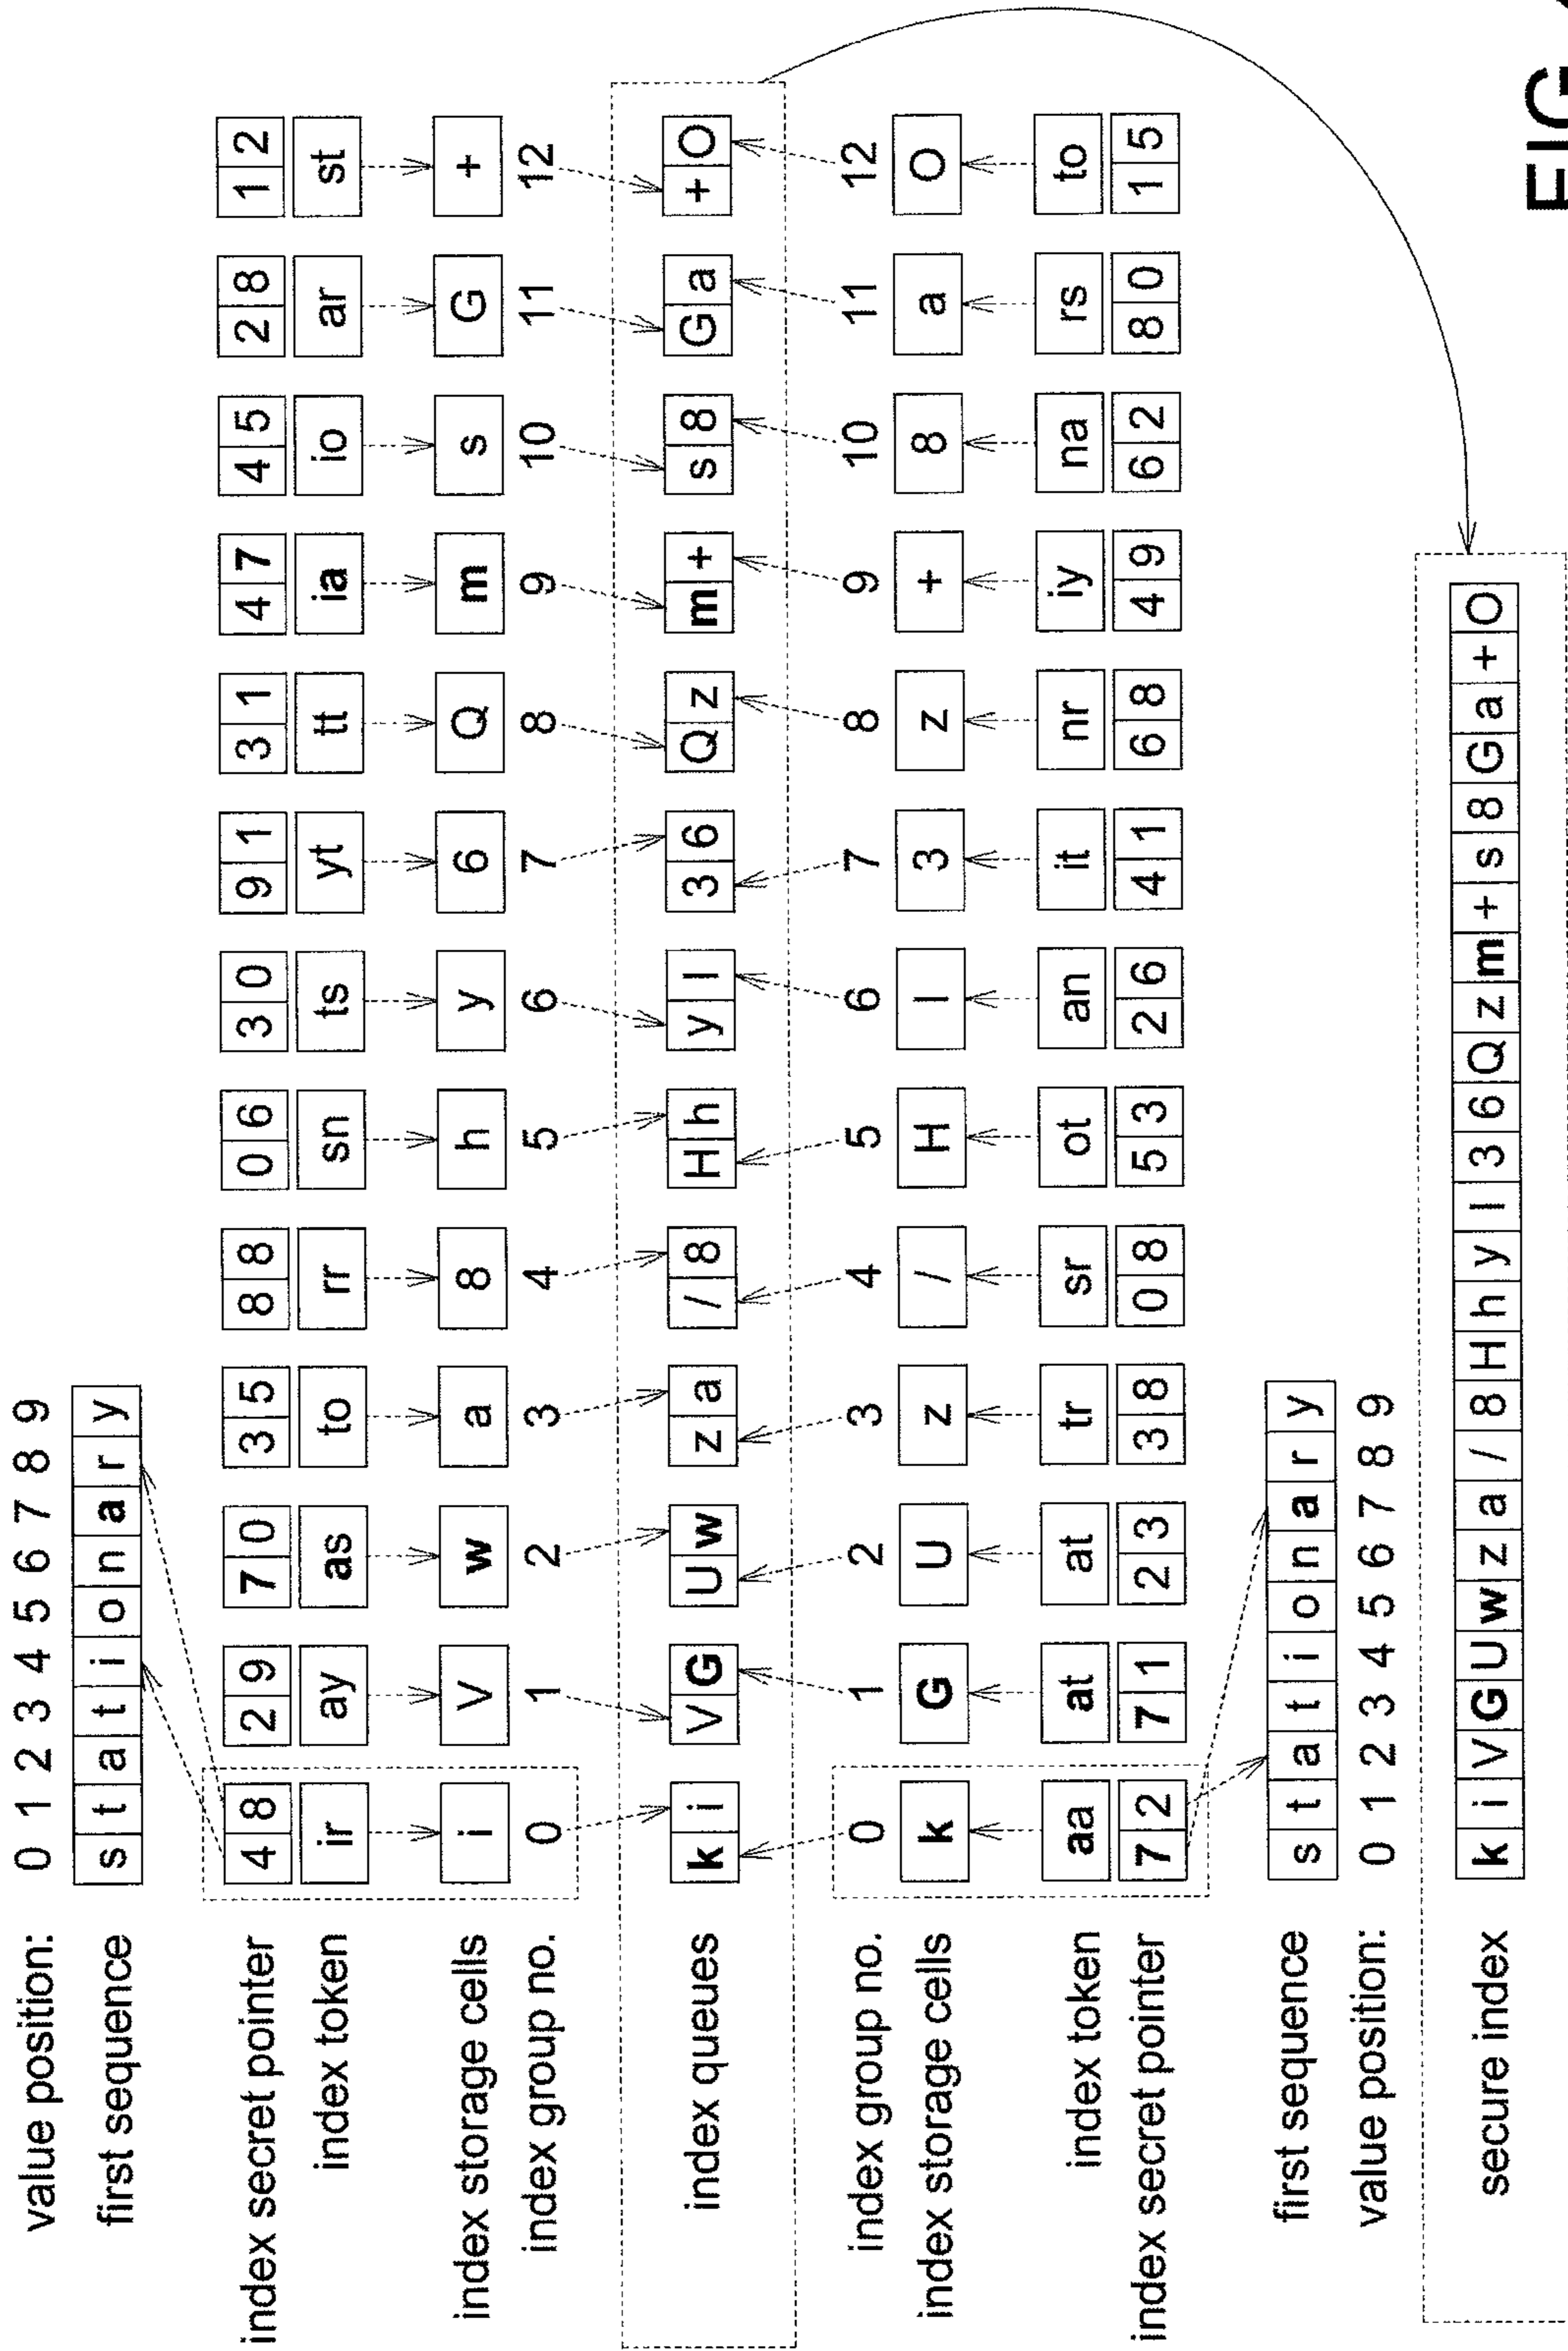 value position: 0 1 2 3 4 5 6 7 8 9
first sequence s t a t i o n a r y
index secret pointer 4 8 2 9 7 0 3 5 8 8 0 6 3 0 9 1 3 1 4 7 4 5 2 8 1 2
index token ir ay as to rr sn ts yt tt ia io ar st
index storage cells i V w a 8 h y 6 Q m s G +
index group no. 0 1 2 3 4 5 6 7 8 9 10 11 12
index queues k i V G U w z a / 8 H h y I 3 6 Q z m + s 8 G a + O
index group no. 0 1 2 3 4 5 6 7 8 9 10 11 12
index storage cells k G U z / H I 3 z + 8 a O
index token aa at at tr sr ot an it nr iy na rs to
index secret pointer 7 2 7 1 2 3 3 8 0 8 5 3 2 6 4 1 6 8 4 9 6 2 8 0 1 5
first sequence s t a t i o n a r y
value position: 0 1 2 3 4 5 6 7 8 9
secure index k i V G U w z a / 8 H h y I 3 6 Q z m + s 8 G a + O